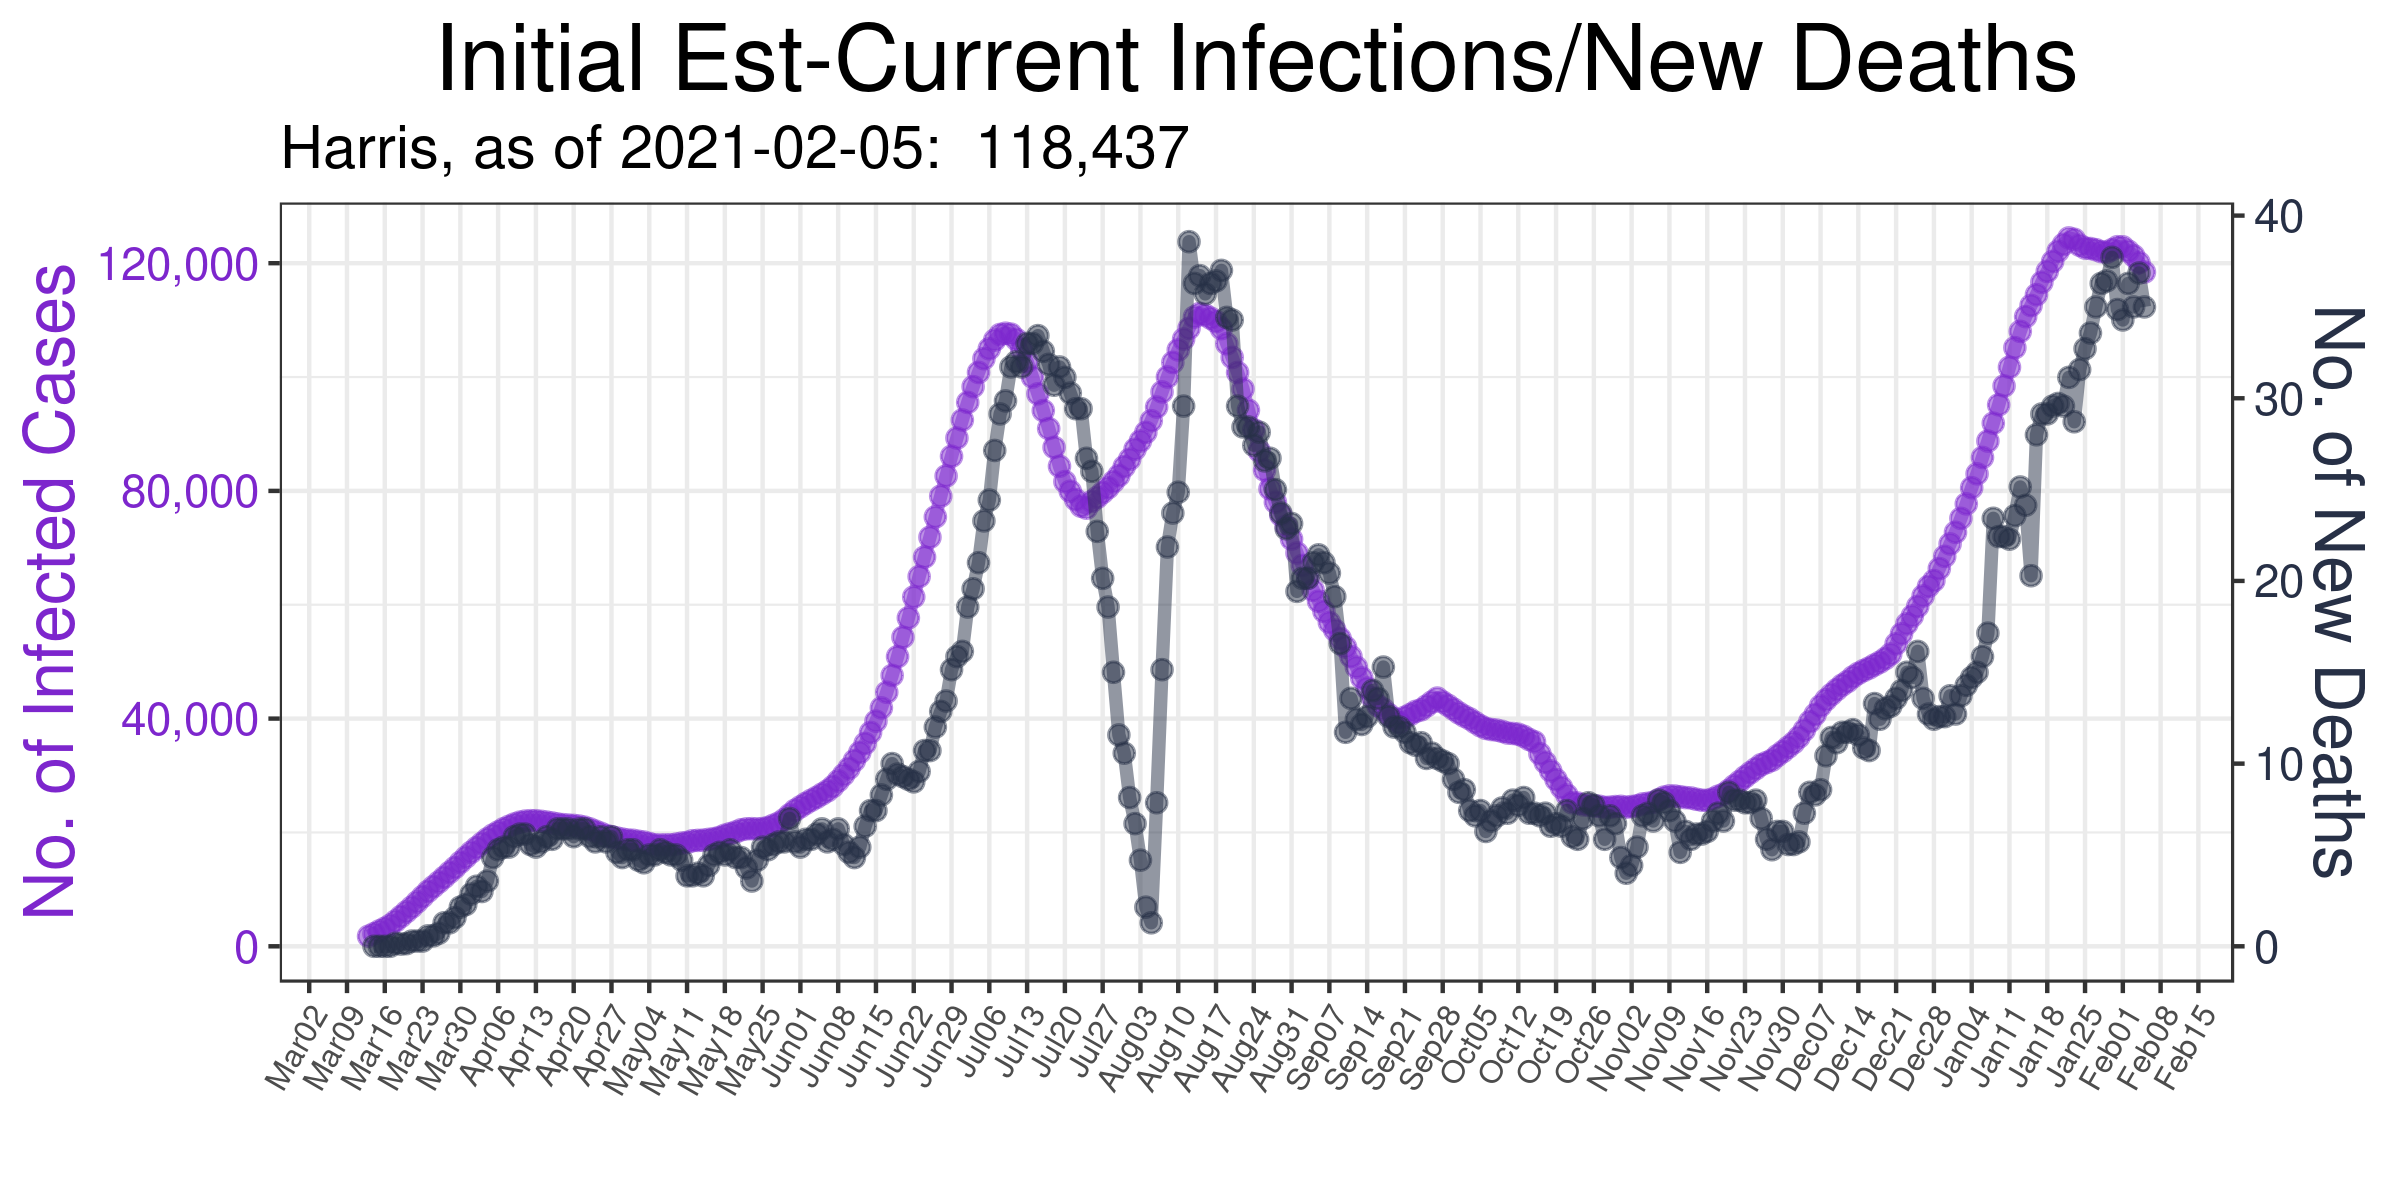 Initial Est-Current Infections/New Deaths
Harris, as of 2021-02-05:  118,437
No. of Infected Cases
120,000
80,000
40,000
0
40
30
20
10
0
No. of New Deaths
Mar02
Mar09
Mar16
Mar23
Mar30
Apr06
Apr13
Apr20
Apr27
May04
May11
May18
May25
Jun01
Jun08
Jun15
Jun22
Jun29
Jul06
Jul13
Jul20
Jul27
Aug03
Aug10
Aug17
Aug24
Aug31
Sep07
Sep14
Sep21
Sep28
Oct05
Oct12
Oct19
Oct26
Nov02
Nov09
Nov16
Nov23
Nov30
Dec07
Dec14
Dec21
Dec28
Jan04
Jan11
Jan18
Jan25
Feb01
Feb08
Feb15